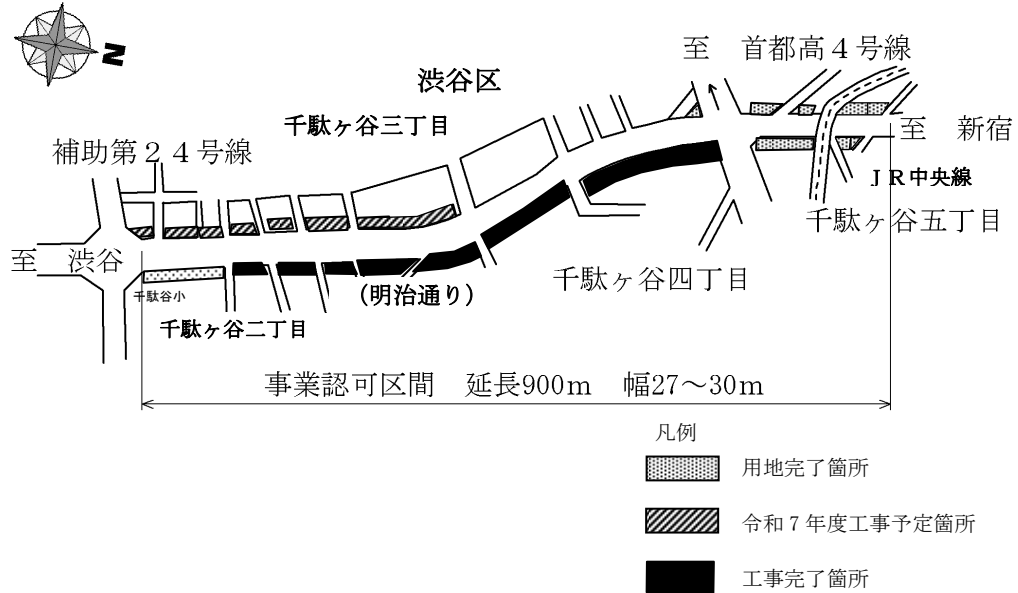 N
至　首都高４号線
渋谷区
千駄ヶ谷三丁目
至　新宿
補助第２４号線
ＪＲ中央線
千駄ヶ谷五丁目
至　渋谷
千駄ヶ谷四丁目
千駄谷小
(明治通り)
千駄ヶ谷二丁目
事業認可区間　延長900ｍ　幅27～30ｍ
凡例
用地完了箇所
令和７年度工事予定箇所
工事完了箇所